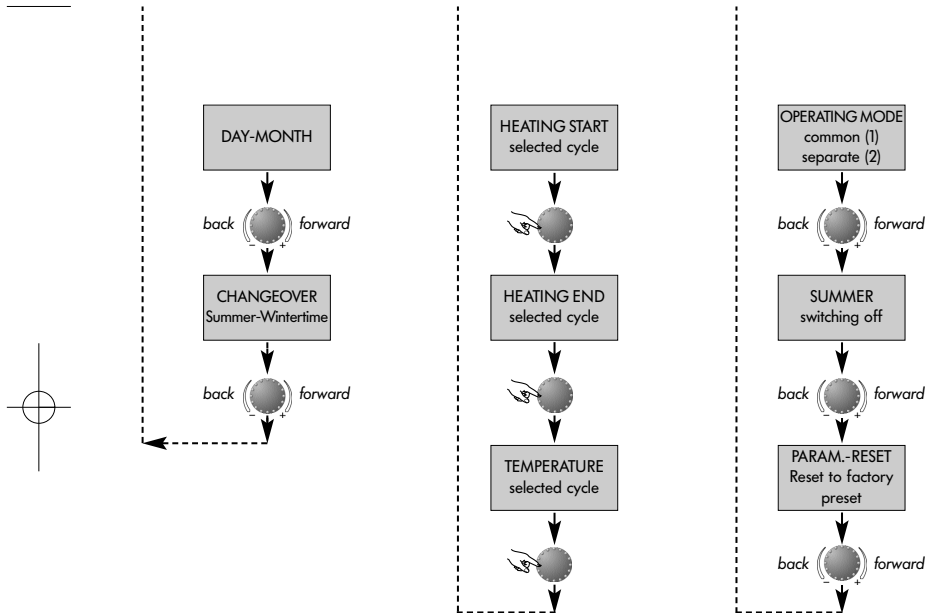 DAY-MONTH
back forward
- +
CHANGEOVER
Summer-Wintertime
back forward
- +
HEATING START
selected cycle
HEATING END
selected cycle
TEMPERATURE
selected cycle
OPERATING MODE
common (1)
separate (2)
back forward
- +
SUMMER
switching off
back forward
- +
PARAM.-RESET
Reset to factory
preset
back forward
- +